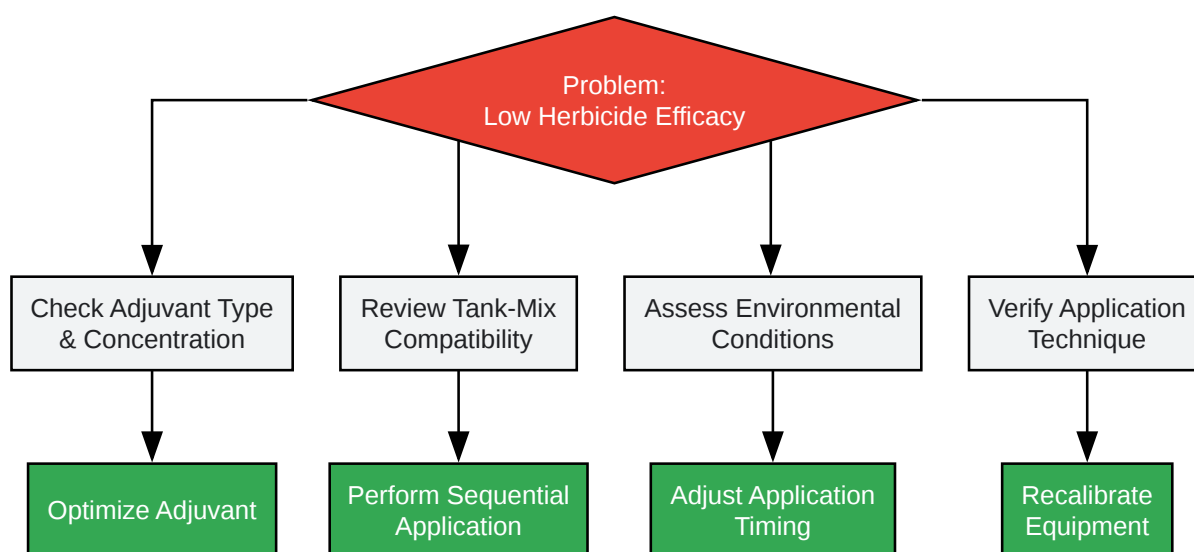 Problem:
Low Herbicide Efficacy
Check Adjuvant Type
& Concentration
Review Tank-Mix
Compatibility
Assess Environmental
Conditions
Verify Application
Technique
Optimize Adjuvant
Perform Sequential
Application
Adjust Application
Timing
Recalibrate
Equipment